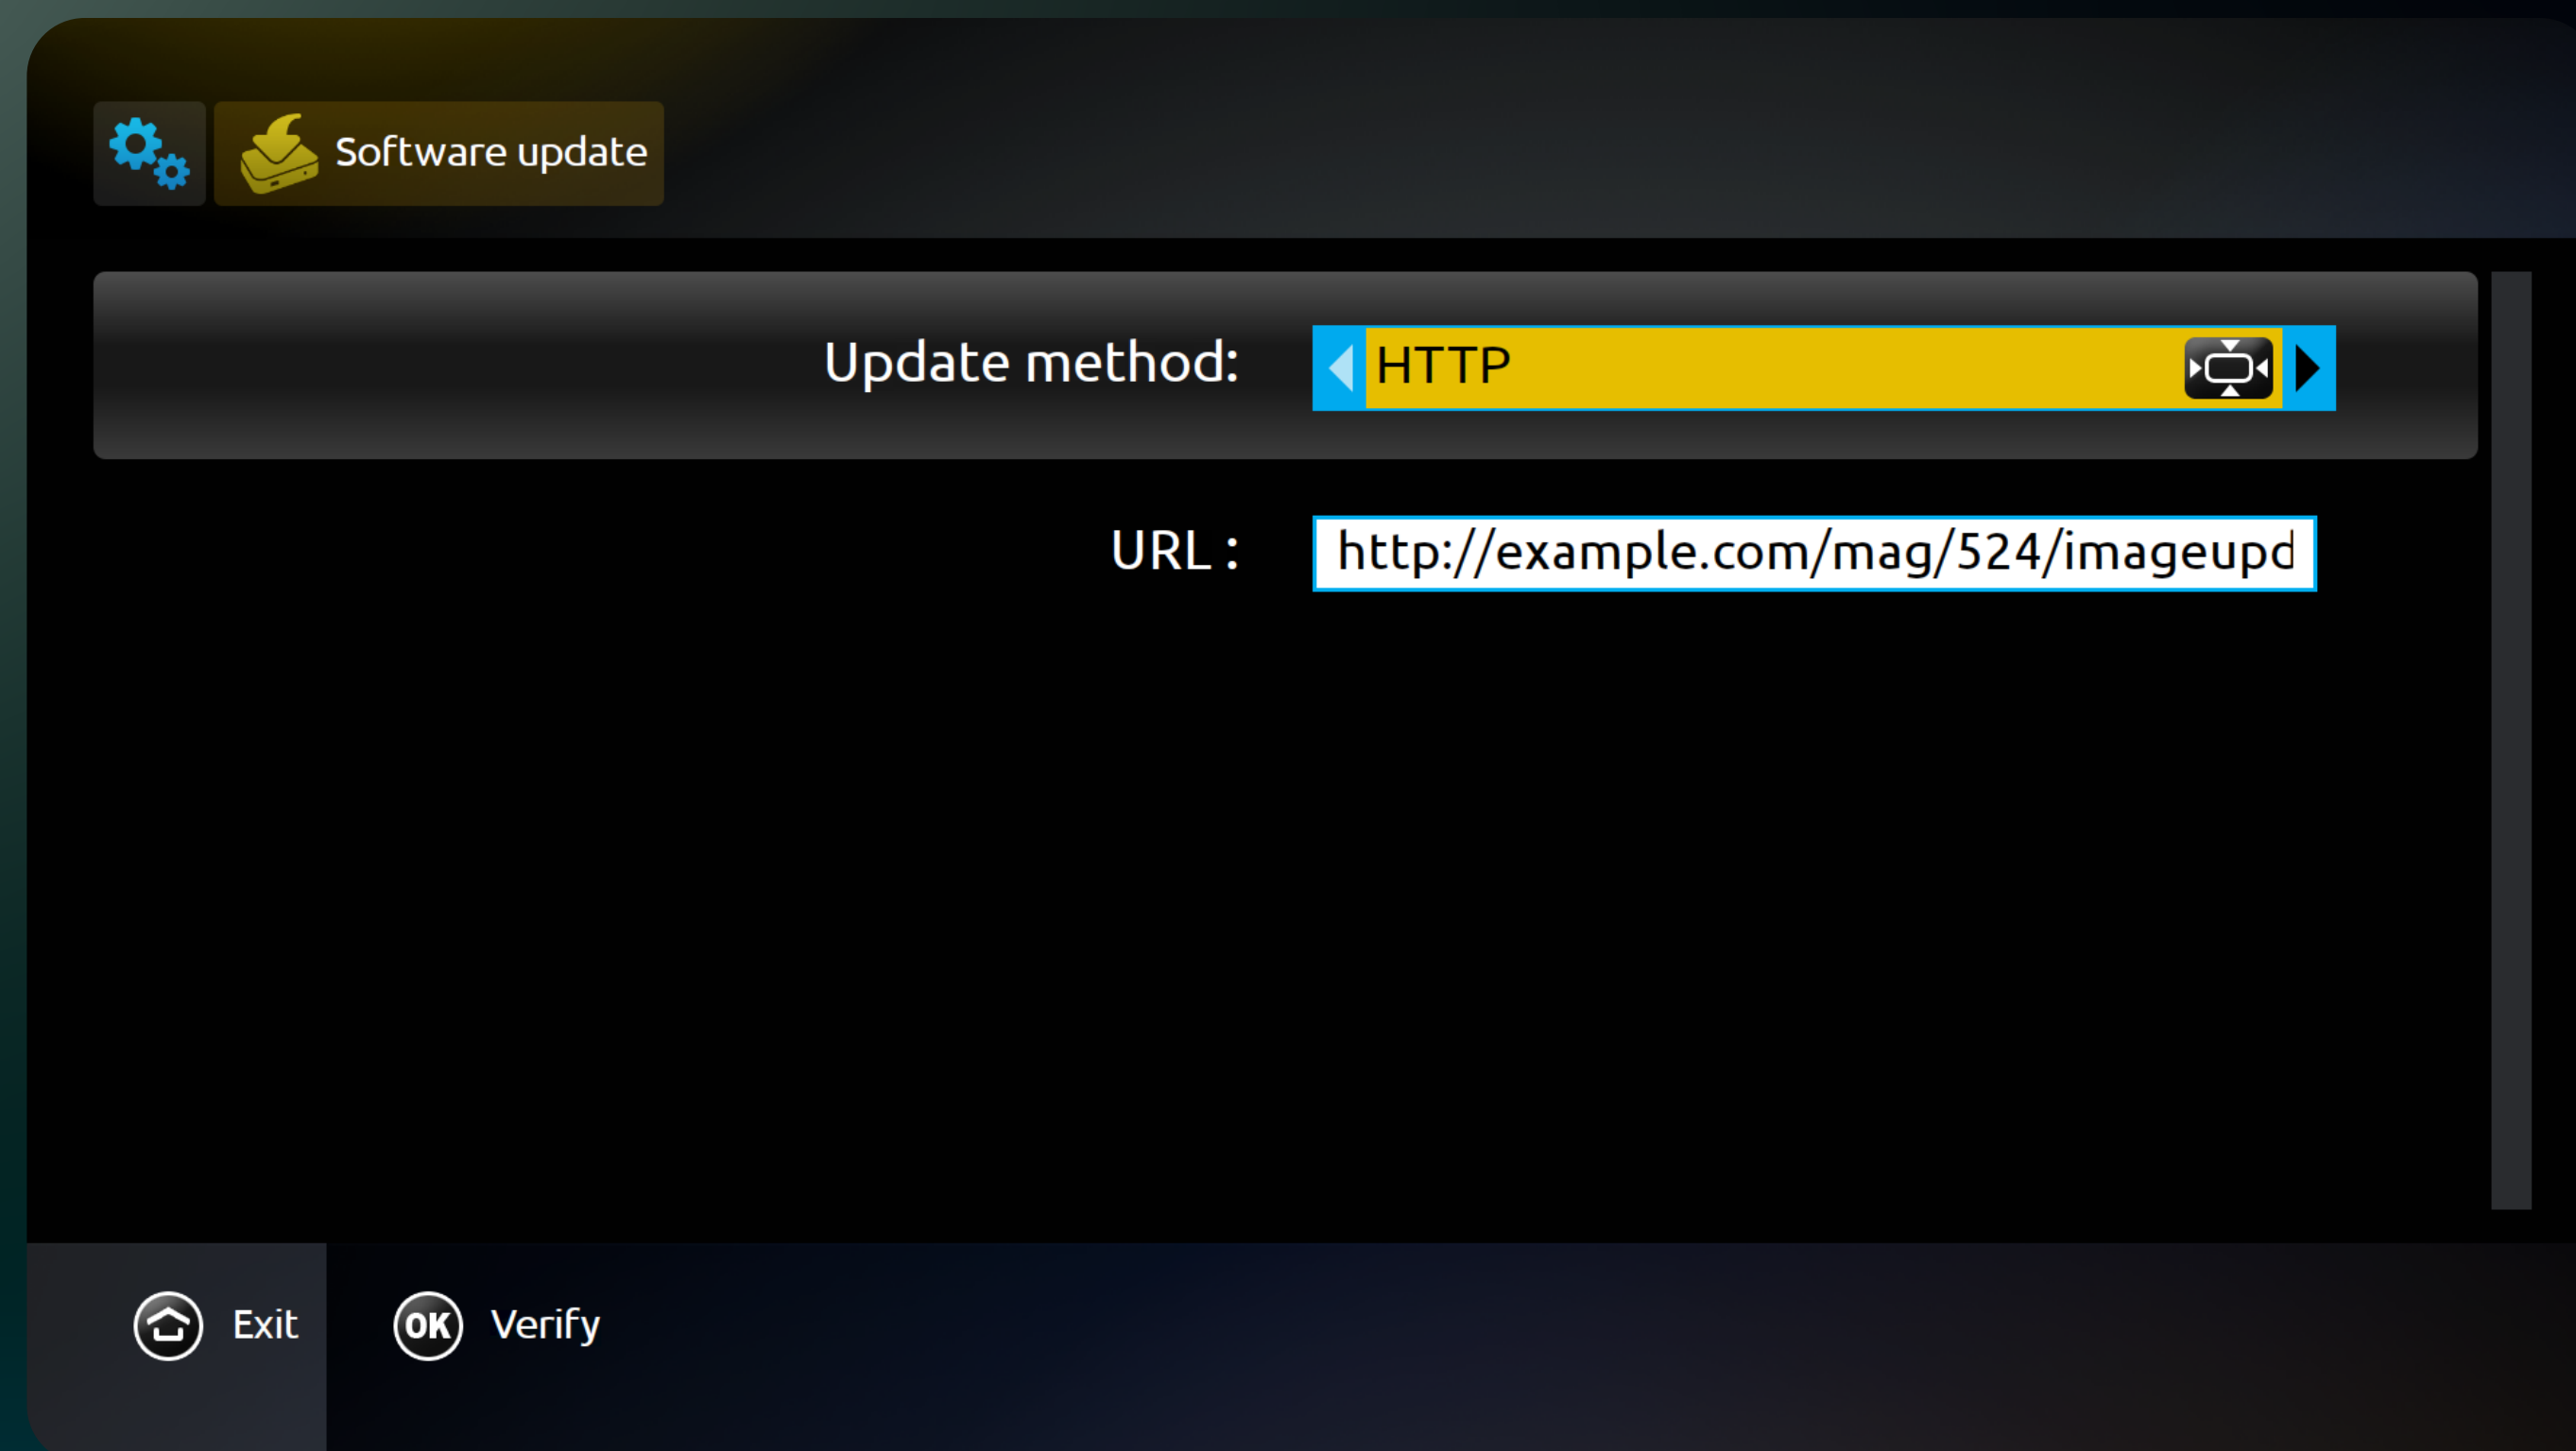 Software update
Update method: HTTP
URL : http://example.com/mag/524/imageupd
Exit OK Verify